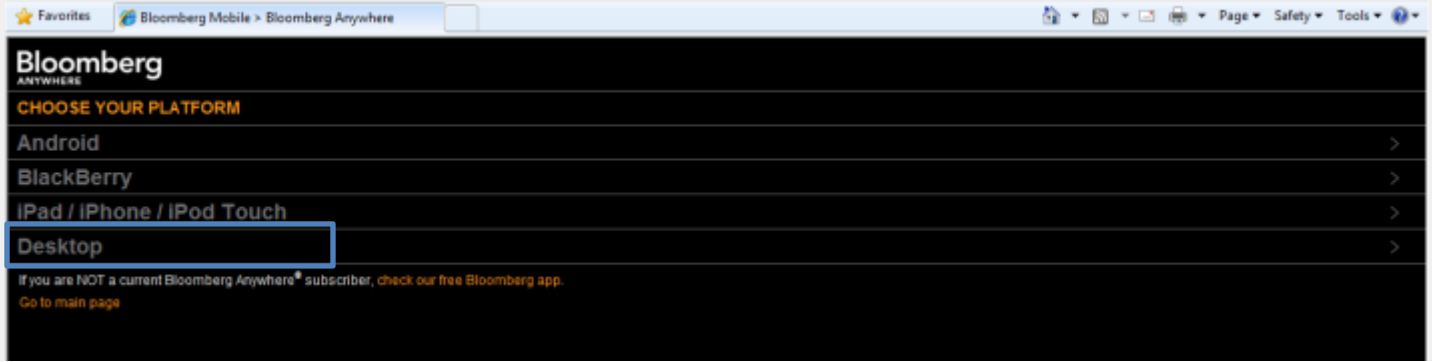 Favorites Bloomberg Mobile > Bloomberg Anywhere Page Safety Tools
Bloomberg
ANYWHERE
CHOOSE YOUR PLATFORM
Android
BlackBerry
iPad / iPhone / iPod Touch
Desktop
If you are NOT a current Bloomberg Anywhere® subscriber, check our free Bloomberg app.
Go to main page